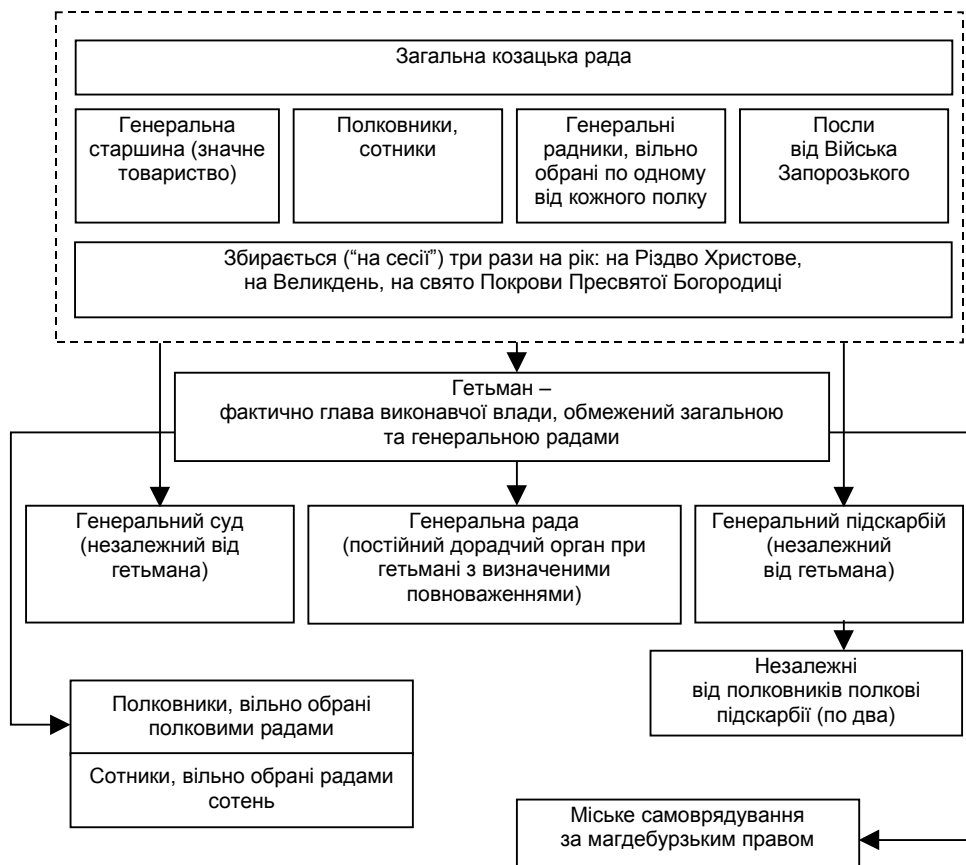 Загальна козацька рада
Генеральна
старшина (значне
товариство)
Полковники,
сотники
Генеральні
радники, вільно
обрані по одному
від кожного полку
Посли
від Війська
Запорозького
Збирається (“на сесії”) три рази на рік: на Різдво Христове,
на Великдень, на свято Покрови Пресвятої Богородиці
Гетьман –
фактично глава виконавчої влади, обмежений загальною
та генеральною радами
Генеральний суд
(незалежний від
гетьмана)
Генеральна рада
(постійний дорадчий орган при
гетьмані з визначеними
повноваженнями)
Генеральний підскарбій
(незалежний
від гетьмана)
Незалежні
від полковників полкові
підскарбії (по два)
Полковники, вільно обрані
полковими радами
Сотники, вільно обрані радами
сотень
Міське самоврядування
за магдебурзьким правом